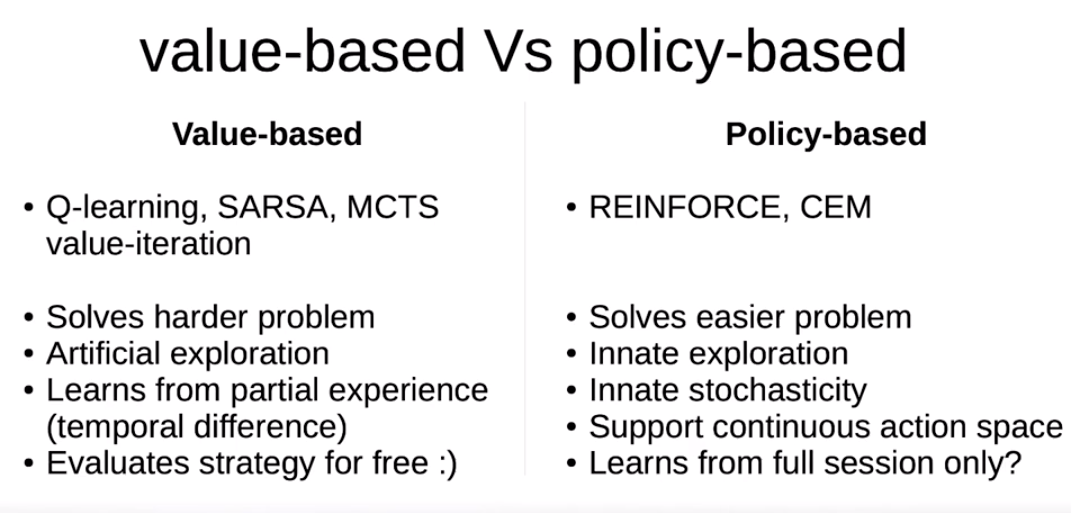 value-based Vs policy-based
Value-based
• Q-learning, SARSA, MCTS
value-iteration
• Solves harder problem
• Artificial exploration
• Learns from partial experience
(temporal difference)
• Evaluates strategy for free :)
Policy-based
• REINFORCE, CEM
• Solves easier problem
• Innate exploration
• Innate stochasticity
• Support continuous action space
• Learns from full session only?